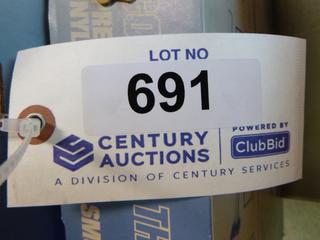 LOT NO
691
CENTURY
AUCTIONS
POWERED BY
ClubBid
A DIVISION OF CENTURY SERVICES